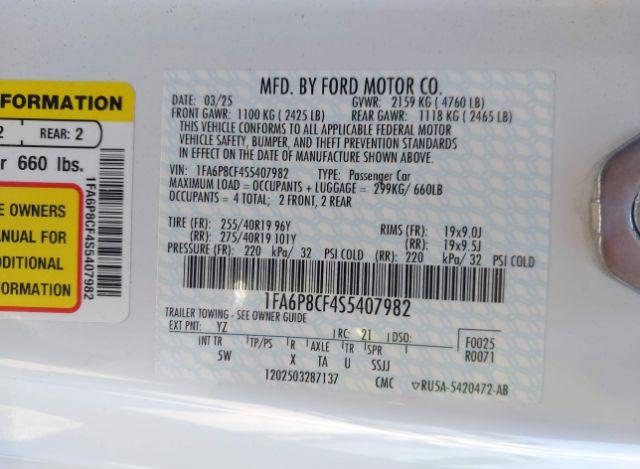 FORMATION
2 REAR: 2
r 660 lbs.
E OWNERS
ANUAL FOR
DDITIONAL
FORMATION
1FA6P8CF4S5407982
MFD. BY FORD MOTOR CO.
DATE: 03/25 GVWR: 2159 KG ( 4760 LB)
FRONT GAWR: 1100 KG ( 2425 LB) REAR GAWR: 1118 KG ( 2465 LB)
THIS VEHICLE CONFORMS TO ALL APPLICABLE FEDERAL MOTOR
VEHICLE SAFETY, BUMPER, AND THEFT PREVENTION STANDARDS
IN EFFECT ON THE DATE OF MANUFACTURE SHOWN ABOVE.
VIN: 1FA6P8CF4S5407982 TYPE: Passenger Car
MAXIMUM LOAD = OCCUPANTS + LUGGAGE = 299KG/ 660LB
OCCUPANTS = 4 TOTAL; 2 FRONT, 2 REAR
TIRE (FR): 255/40R19 96Y RIMS (FR): 19x9.0J
(RR): 275/40R19 101Y (RR): 19x9.5J
PRESSURE (FR): 220 kPa/ 32 PSI COLD (RR): 220 kPa/ 32 PSI COLD
1FA6P8CF4S5407982
TRAILER TOWING - SEE OWNER GUIDE
EXT PNT: YZ RC: 21 DSO: F0025
INT TR TP/PS R AXLE TR SPR R0071
5W X TA U SSJJ
1202503287137 CMC RU5A-5420472-AB